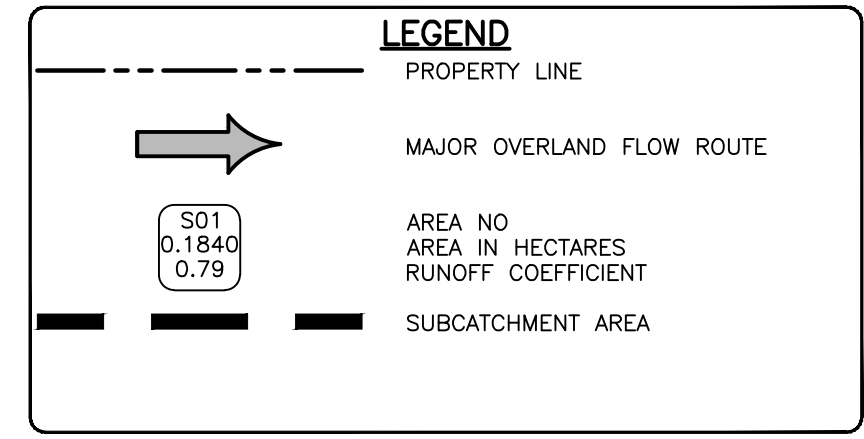 LEGEND
PROPERTY LINE
MAJOR OVERLAND FLOW ROUTE
S01
0.1840
0.79
AREA NO
AREA IN HECTARES
RUNOFF COEFFICIENT
SUBCATCHMENT AREA